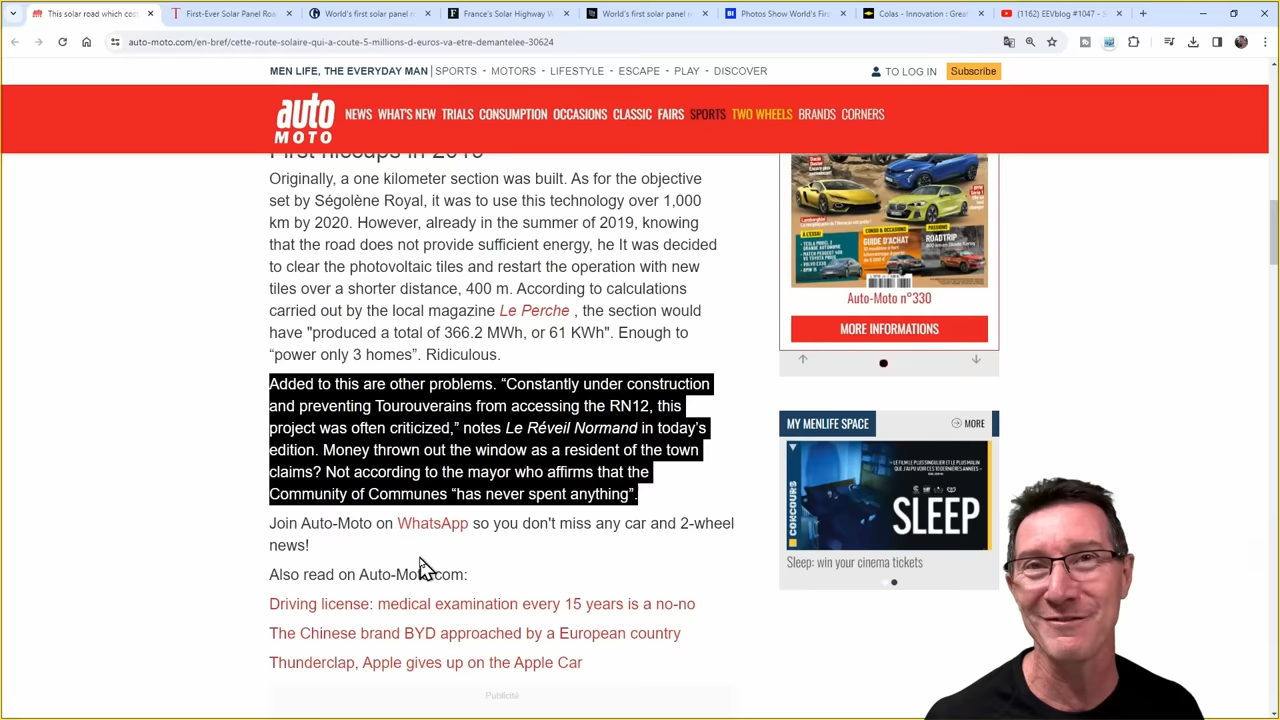 This solar road which cost
First-Ever Solar Panel Roa
World's first solar panel r
France's Solar Highway W
World's first solar panel r
Photos Show World's Firs
Colas - Innovation : Great
(1162) EEVblog #1047 - S
auto-moto.com/en-bref/cette-route-solaire-qui-a-coute-5-millions-d-euros-va-etre-demantelee-30624
MEN LIFE, THE EVERYDAY MAN | SPORTS - MOTORS - LIFESTYLE - ESCAPE - PLAY - DISCOVER
TO LOG IN
Subscribe
auto
MOTO
NEWS WHAT'S NEW TRIALS CONSUMPTION OCCASIONS CLASSIC FAIRS SPORTS TWO WHEELS BRANDS CORNERS
First hiccups in 2019
Originally, a one kilometer section was built. As for the objective
set by Ségolène Royal, it was to use this technology over 1,000
km by 2020. However, already in the summer of 2019, knowing
that the road does not provide sufficient energy, he It was decided
to clear the photovoltaic tiles and restart the operation with new
tiles over a shorter distance, 400 m. According to calculations
carried out by the local magazine Le Perche , the section would
have "produced a total of 366.2 MWh, or 61 KWh". Enough to
“power only 3 homes”. Ridiculous.
Added to this are other problems. “Constantly under construction
and preventing Tourouverains from accessing the RN12, this
project was often criticized,” notes Le Réveil Normand in today’s
edition. Money thrown out the window as a resident of the town
claims? Not according to the mayor who affirms that the
Community of Communes “has never spent anything”.
Join Auto-Moto on WhatsApp so you don't miss any car and 2-wheel
news!
Also read on Auto-Moto.com:
Driving license: medical examination every 15 years is a no-no
The Chinese brand BYD approached by a European country
Thunderclap, Apple gives up on the Apple Car
Publicité
GUIDE D'ACHAT
ROADTRIP
Auto-Moto n°330
MORE INFORMATIONS
MY MENLIFE SPACE
MORE
CONCOURS
SLEEP
Sleep: win your cinema tickets